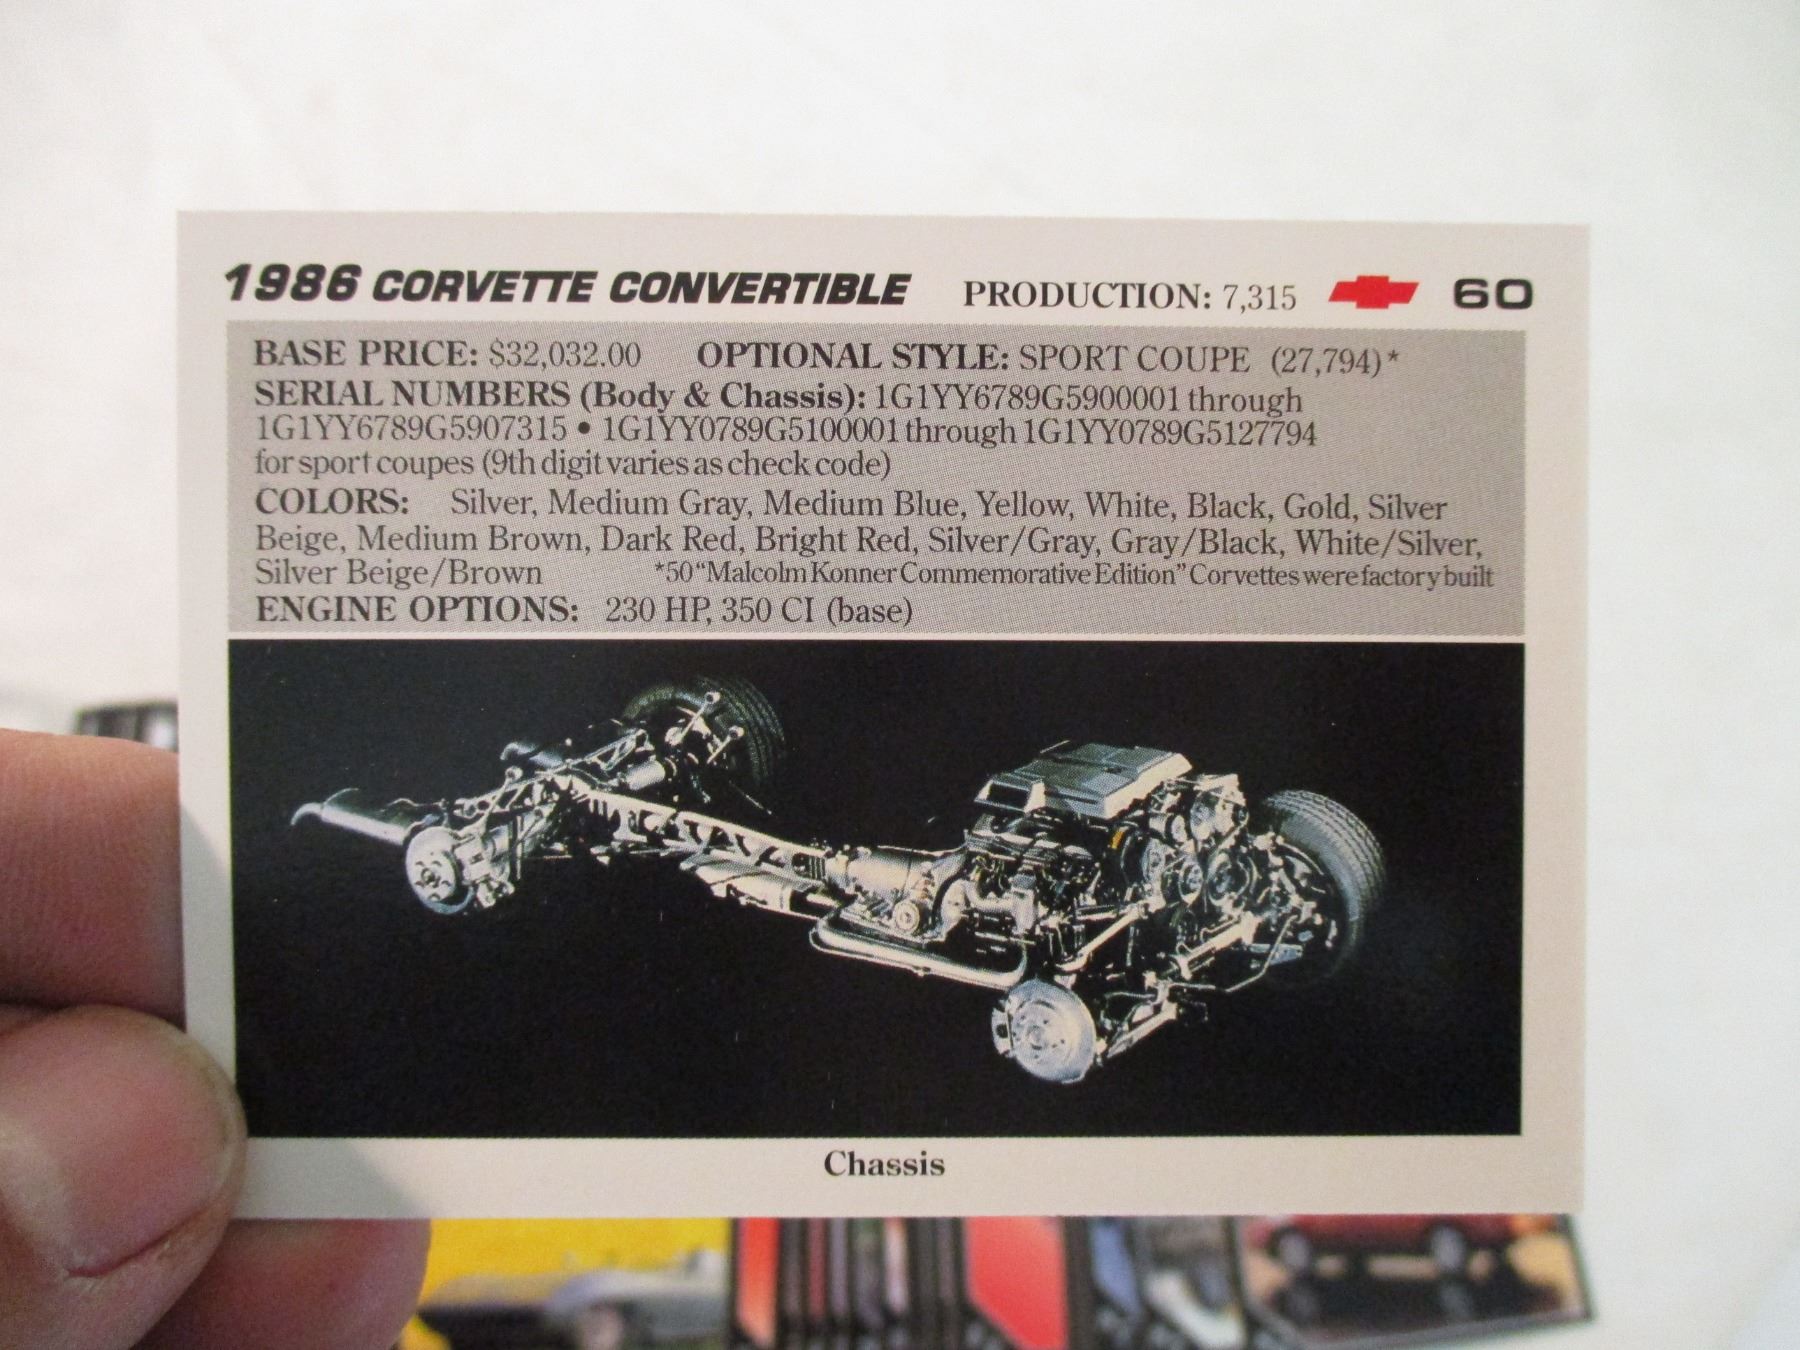 1986 CORVETTE CONVERTIBLE PRODUCTION: 7,315 60
BASE PRICE: $32,032.00 OPTIONAL STYLE: SPORT COUPE (27,794)*
SERIAL NUMBERS (Body & Chassis): 1G1YY6789G5900001 through
1G1YY6789G5907315 • 1G1YY0789G5100001 through 1G1YY0789G5127794
for sport coupes (9th digit varies as check code)
COLORS: Silver, Medium Gray, Medium Blue, Yellow, White, Black, Gold, Silver
Beige, Medium Brown, Dark Red, Bright Red, Silver/Gray, Gray/Black, White/Silver,
Silver Beige/Brown *50 "Malcolm Konner Commemorative Edition" Corvettes were factory built
ENGINE OPTIONS: 230 HP, 350 CI (base)
Chassis